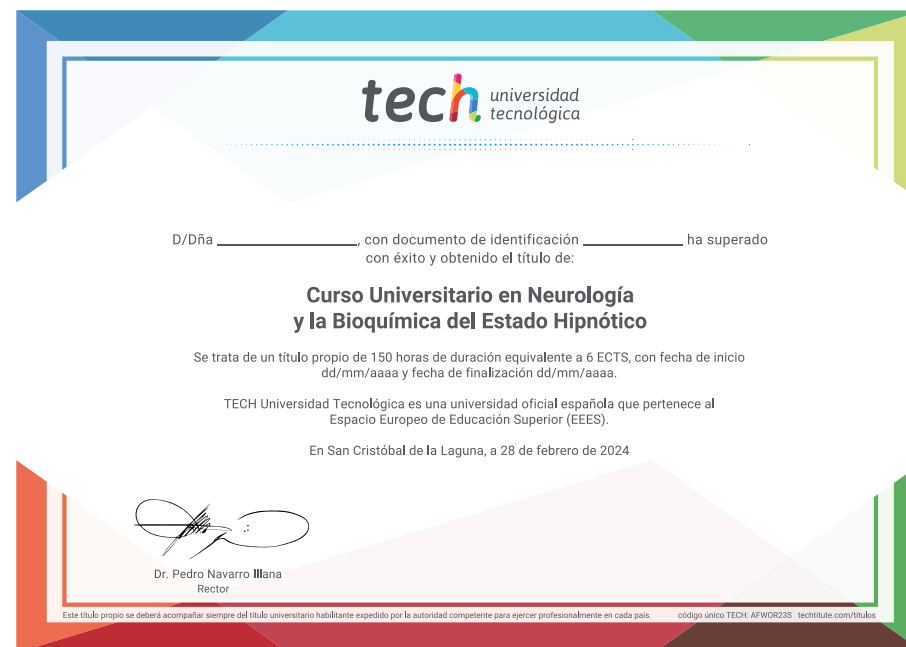 tech universidad
tecnológica
D/Dña ____________________, con documento de identificación ______________ ha superado
con éxito y obtenido el título de:
Curso Universitario en Neurología
y la Bioquímica del Estado Hipnótico
Se trata de un título propio de 150 horas de duración equivalente a 6 ECTS, con fecha de inicio
dd/mm/aaaa y fecha de finalización dd/mm/aaaa.
TECH Universidad Tecnológica es una universidad oficial española que pertenece al
Espacio Europeo de Educación Superior (EEES).
En San Cristóbal de la Laguna, a 28 de febrero de 2024
Dr. Pedro Navarro Illana
Rector
Este título propio se deberá acompañar siempre del título universitario habilitante expedido por la autoridad competente para ejercer profesionalmente en cada país. código único TECH: AFWOR23S techtitute.com/titulos